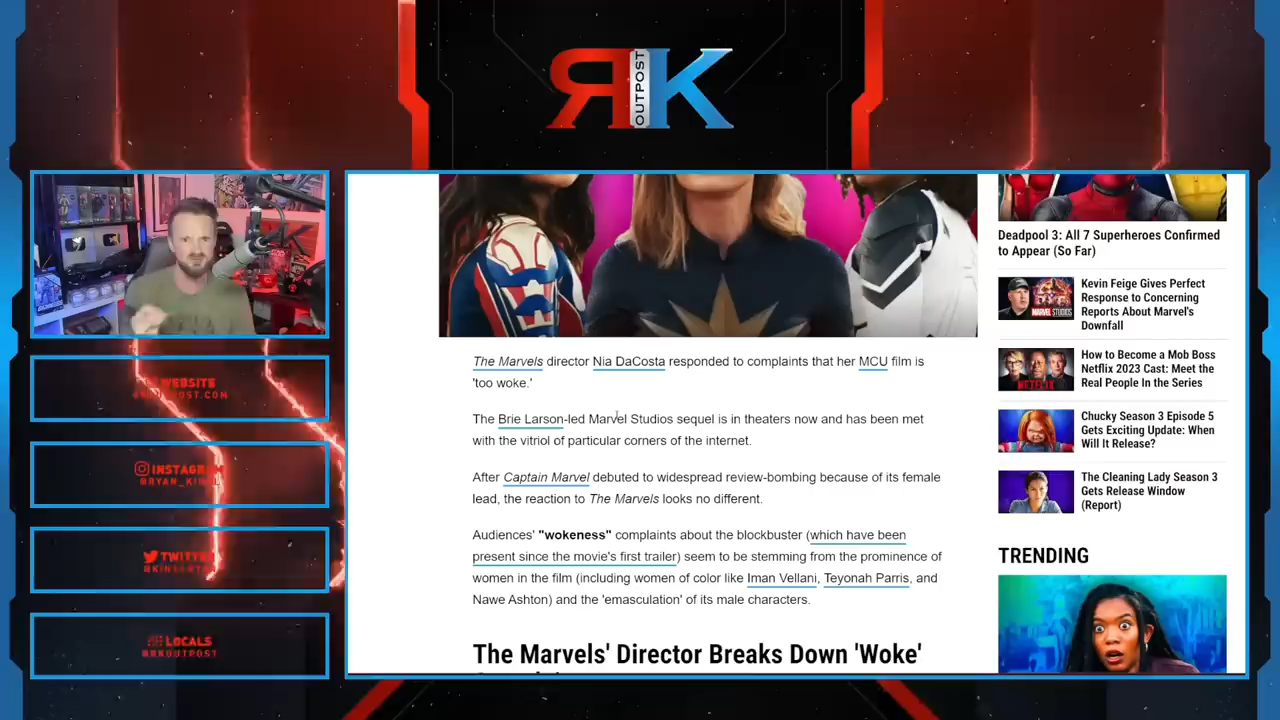 RK
OUTPOST
WEBSITE
INSTAGRAM
TWITTER
LOCALS
The Marvels director Nia DaCosta responded to complaints that her MCU film is
'too woke.'
The Brie Larson-led Marvel Studios sequel is in theaters now and has been met
with the vitriol of particular corners of the internet.
After Captain Marvel debuted to widespread review-bombing because of its female
lead, the reaction to The Marvels looks no different.
Audiences' "wokeness" complaints about the blockbuster (which have been
present since the movie's first trailer) seem to be stemming from the prominence of
women in the film (including women of color like Iman Vellani, Teyonah Parris, and
Nawe Ashton) and the 'emasculation' of its male characters.
The Marvels' Director Breaks Down 'Woke'
Deadpool 3: All 7 Superheroes Confirmed
to Appear (So Far)
Kevin Feige Gives Perfect
Response to Concerning
Reports About Marvel's
Downfall
MARVEL STUDIOS
How to Become a Mob Boss
Netflix 2023 Cast: Meet the
Real People In the Series
NETFLIX
Chucky Season 3 Episode 5
Gets Exciting Update: When
Will It Release?
The Cleaning Lady Season 3
Gets Release Window
(Report)
TRENDING